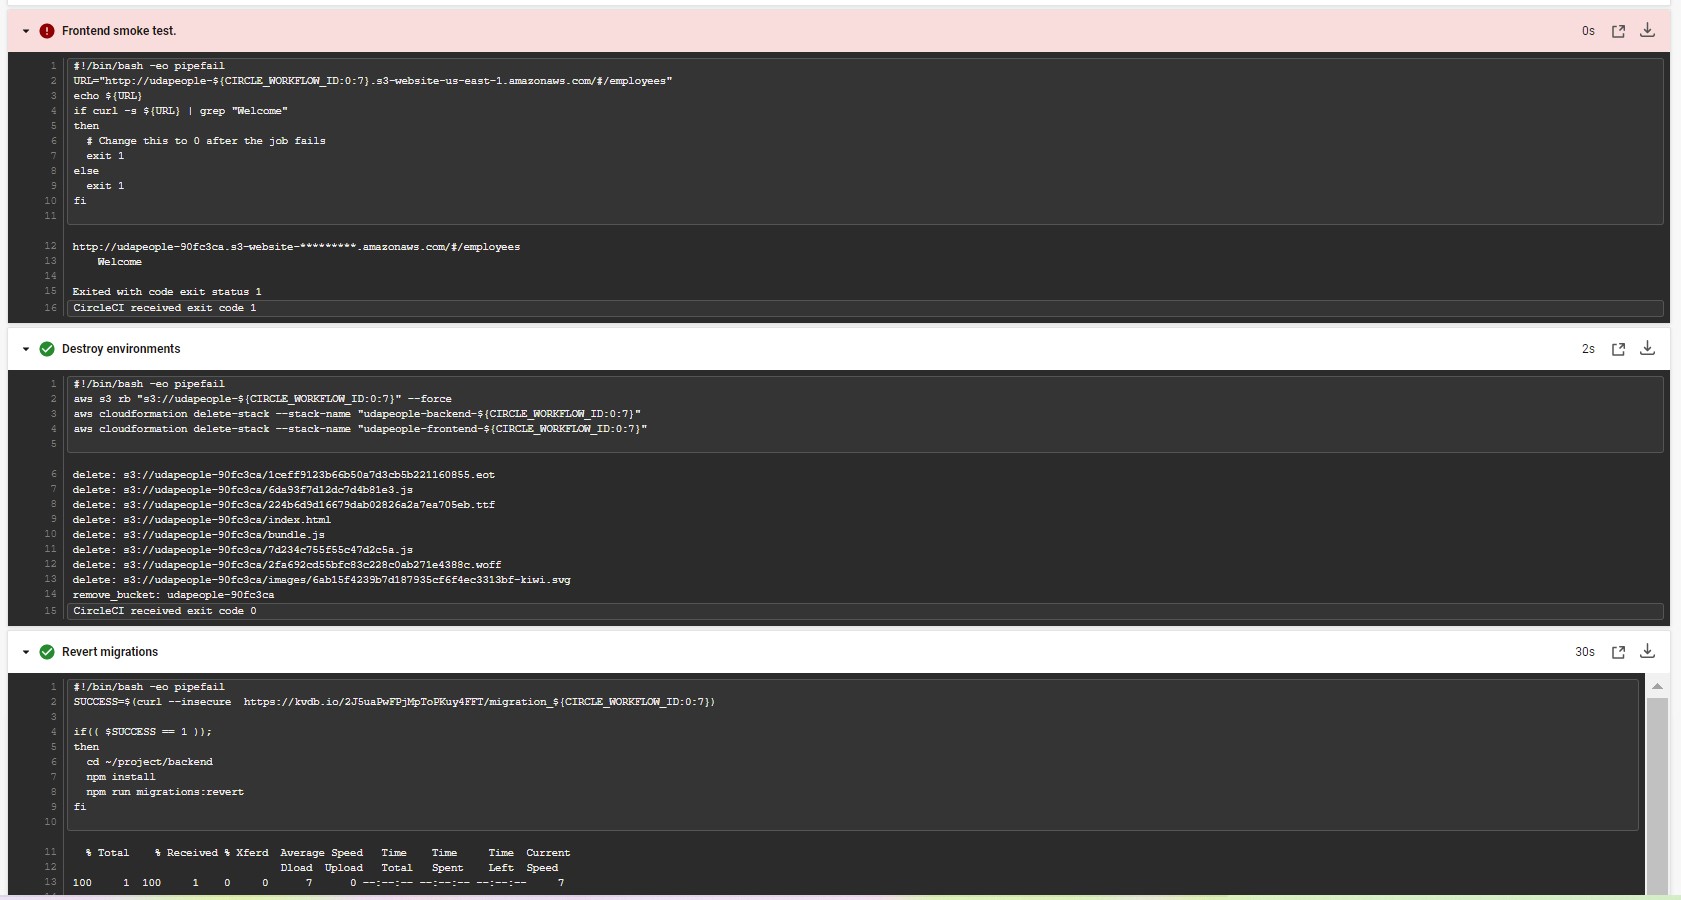 Frontend smoke test. 0s
1 #!/bin/bash -eo pipefail
2 URL="http://udapeople-${CIRCLE_WORKFLOW_ID:0:7}.s3-website-us-east-1.amazonaws.com/#/employees"
3 echo ${URL}
4 if curl -s ${URL} | grep "Welcome"
5 then
6 # Change this to 0 after the job fails
7 exit 1
8 else
9 exit 1
10 fi
11
12 http://udapeople-90fc3ca.s3-website-*********.amazonaws.com/#/employees
13 Welcome
14
15 Exited with code exit status 1
16 CircleCI received exit code 1
Destroy environments 2s
1 #!/bin/bash -eo pipefail
2 aws s3 rb "s3://udapeople-${CIRCLE_WORKFLOW_ID:0:7}" --force
3 aws cloudformation delete-stack --stack-name "udapeople-backend-${CIRCLE_WORKFLOW_ID:0:7}"
4 aws cloudformation delete-stack --stack-name "udapeople-frontend-${CIRCLE_WORKFLOW_ID:0:7}"
5
6 delete: s3://udapeople-90fc3ca/1ceff9123b66b50a7d3cb5b221160855.eot
7 delete: s3://udapeople-90fc3ca/6da93f7d12dc7d4b81e3.js
8 delete: s3://udapeople-90fc3ca/224b6d9d16679dab02826a2a7ea705eb.ttf
9 delete: s3://udapeople-90fc3ca/index.html
10 delete: s3://udapeople-90fc3ca/bundle.js
11 delete: s3://udapeople-90fc3ca/7d234c755f55c47d2c5a.js
12 delete: s3://udapeople-90fc3ca/2fa692cd55bfc83c228c0ab271e4388c.woff
13 delete: s3://udapeople-90fc3ca/images/6ab15f4239b7d187935cf6f4ec3313bf-kiwi.svg
14 remove_bucket: udapeople-90fc3ca
15 CircleCI received exit code 0
Revert migrations 30s
1 #!/bin/bash -eo pipefail
2 SUCCESS=$(curl --insecure https://kvdb.io/2J5uaPwFPjMpToPKuy4FFT/migration_${CIRCLE_WORKFLOW_ID:0:7})
3
4 if(( $SUCCESS == 1 ));
5 then
6 cd ~/project/backend
7 npm install
8 npm run migrations:revert
9 fi
10
11 % Total % Received % Xferd Average Speed Time Time Time Current
12 Dload Upload Total Spent Left Speed
13 100 1 100 1 0 0 7 0 --:--:-- --:--:-- --:--:-- 7